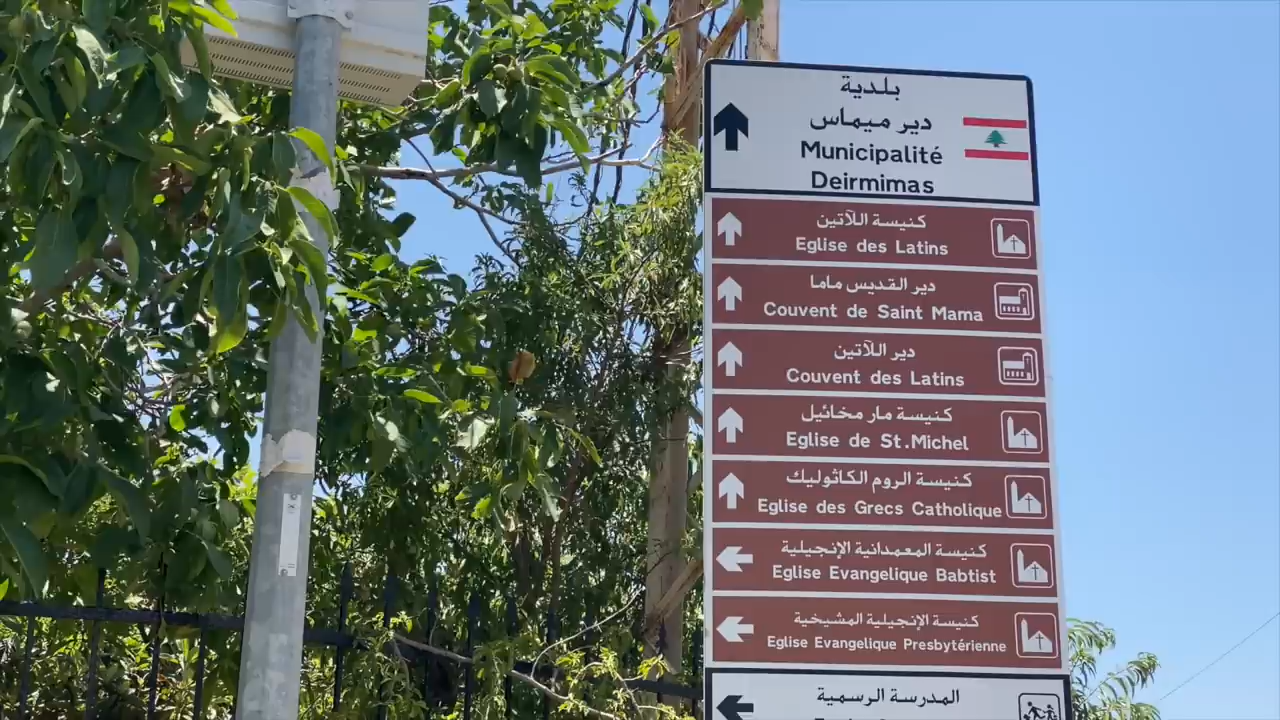 بلدية
دير ميماس
Municipalité
Deirmimas
كنيسة اللآتين
Eglise des Latins
دير القديس ماما
Couvent de Saint Mama
دير اللآتين
Couvent des Latins
كنيسة مار مخائيل
Eglise de St.Michel
كنيسة الروم الكاثوليك
Eglise des Grecs Catholique
كنيسة المعمدانية الإنجيلية
Eglise Evangelique Babtist
كنيسة الإنجيلية المشيخية
Eglise Evangelique Presbytérienne
المدرسة الرسمية